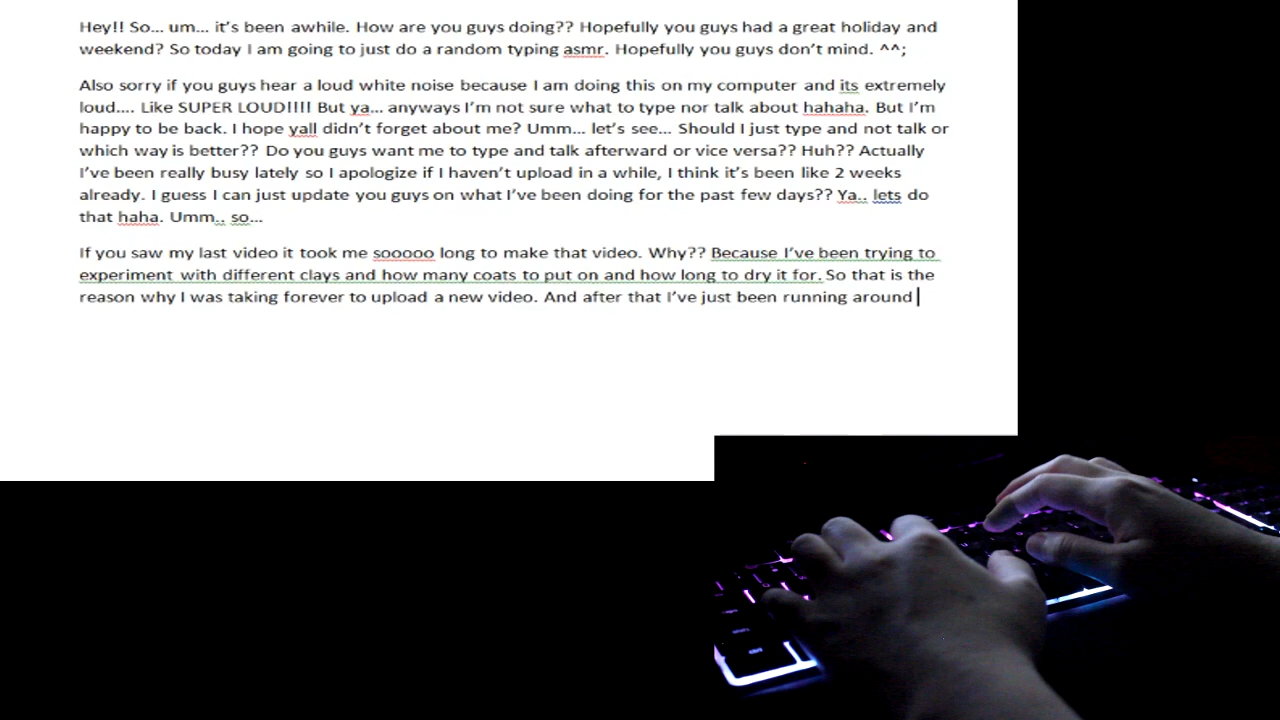 Hey!! So... um... it's been awhile. How are you guys doing?? Hopefully you guys had a great holiday and
weekend? So today I am going to just do a random typing asmr. Hopefully you guys don't mind. ^^;
Also sorry if you guys hear a loud white noise because I am doing this on my computer and its extremely
loud.... Like SUPER LOUD!!!! But ya... anyways I'm not sure what to type nor talk about hahaha. But I'm
happy to be back. I hope yall didn't forget about me? Umm... let's see... Should I just type and not talk or
which way is better?? Do you guys want me to type and talk afterward or vice versa?? Huh?? Actually
I've been really busy lately so I apologize if I haven't upload in a while, I think it's been like 2 weeks
already. I guess I can just update you guys on what I've been doing for the past few days?? Ya.. lets do
that haha. Umm.. so...
If you saw my last video it took me sooooo long to make that video. Why?? Because I've been trying to
experiment with different clays and how many coats to put on and how long to dry it for. So that is the
reason why I was taking forever to upload a new video. And after that I've just been running around